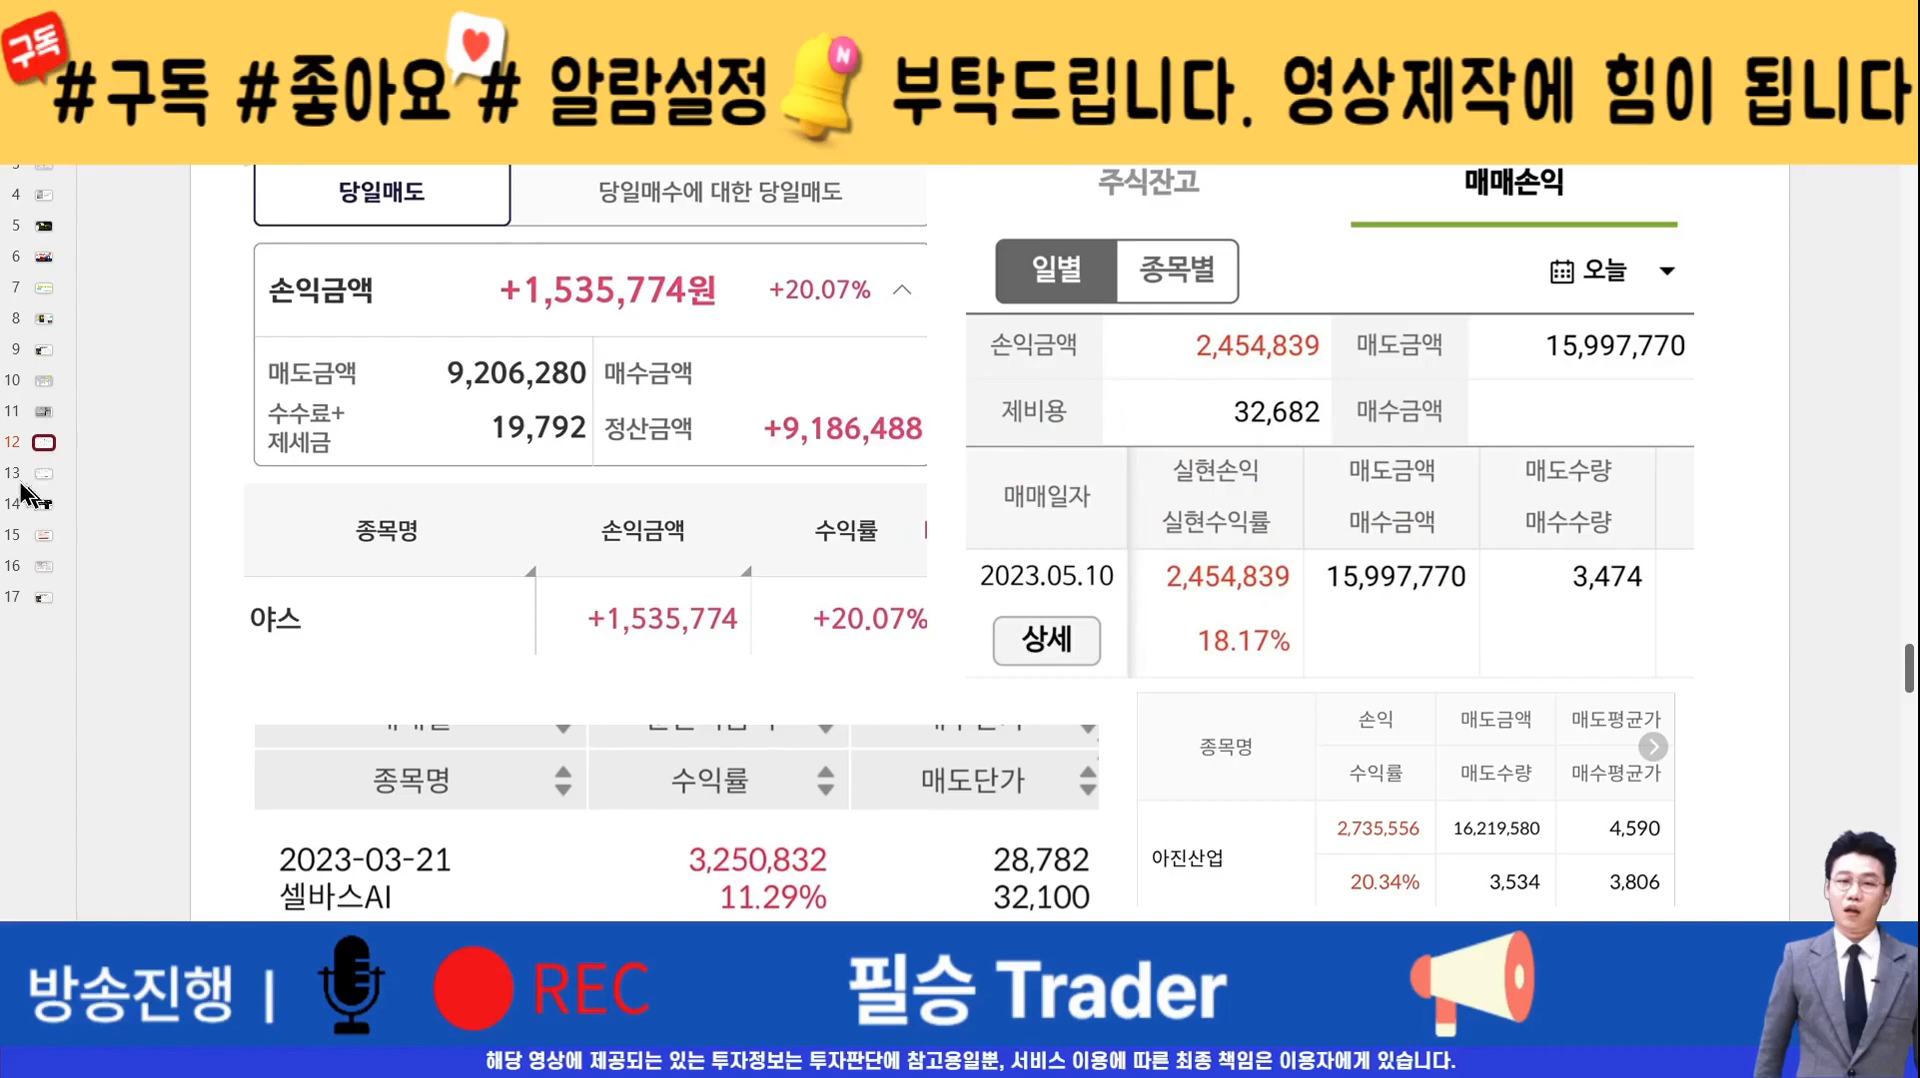 구독
#구독 #좋아요 # 알람설정 부탁드립니다. 영상제작에 힘이 됩니다
N
4
5
6
7
8
9
10
11
12
13
14
15
16
17
당일매도
당일매수에 대한 당일매도
손익금액 +1,535,774원 +20.07%
매도금액 9,206,280 매수금액
수수료+
제세금 19,792 정산금액 +9,186,488
종목명 손익금액 수익률
야스 +1,535,774 +20.07%
주식잔고 매매손익
일별 종목별 오늘
손익금액 2,454,839 매도금액 15,997,770
제비용 32,682 매수금액
매매일자 실현손익 매도금액 매도수량
실현수익률 매수금액 매수수량
2023.05.10 2,454,839 15,997,770 3,474
상세 18.17%
종목명 수익률 매도단가
2023-03-21 3,250,832 28,782
셀바스AI 11.29% 32,100
종목명 손익 매도금액 매도평균가
수익률 매도수량 매수평균가
아진산업 2,735,556 16,219,580 4,590
20.34% 3,534 3,806
방송진행 | REC 필승 Trader
해당 영상에 제공되는 있는 투자정보는 투자판단에 참고용일뿐, 서비스 이용에 따른 최종 책임은 이용자에게 있습니다.